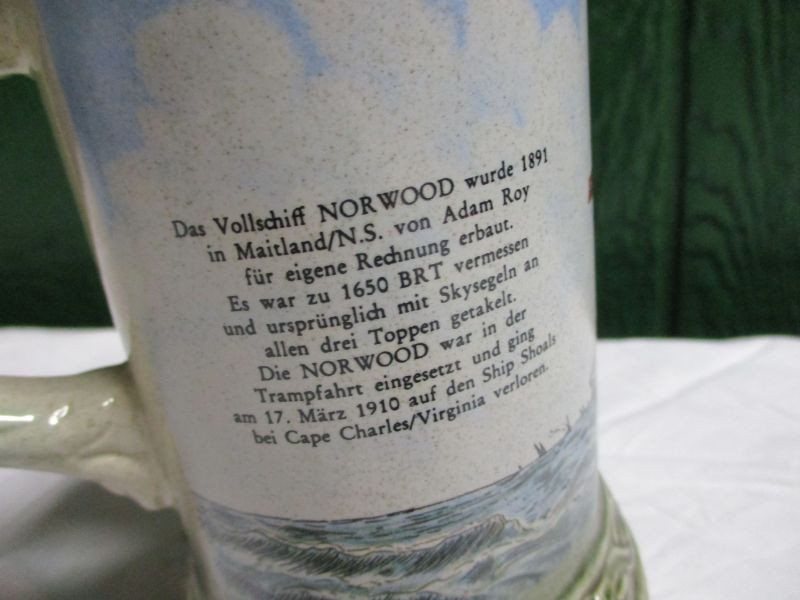 Das Vollschiff NORWOOD wurde 1891
in Maitland/N.S. von Adam Roy
für eigene Rechnung erbaut.
Es war zu 1650 BRT vermessen
und ursprünglich mit Skysegeln an
allen drei Toppen getakelt.
Die NORWOOD war in der
Trampfahrt eingesetzt und ging
am 17. März 1910 auf den Ship Shoals
bei Cape Charles/Virginia verloren.